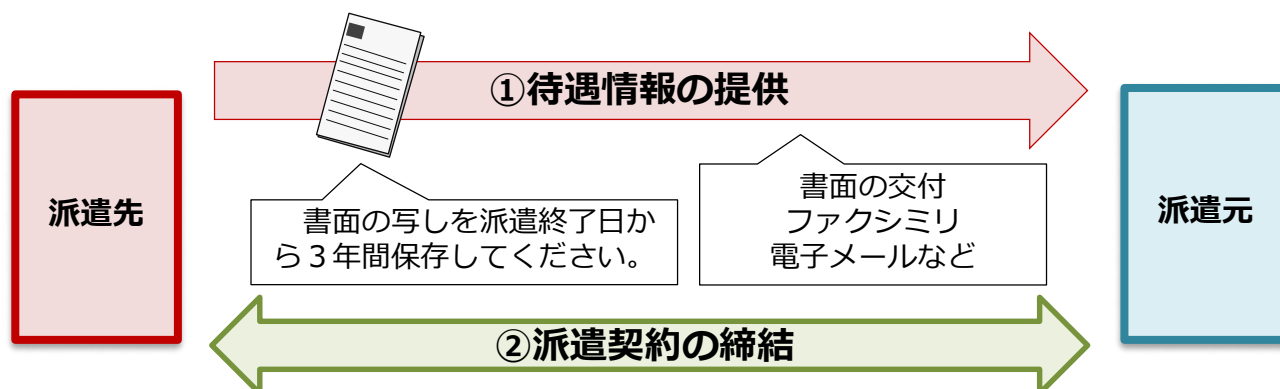 ①待遇情報の提供
派遣先
書面の写しを派遣終了日か
ら３年間保存してください。
書面の交付
ファクシミリ
電子メールなど
派遣元
②派遣契約の締結